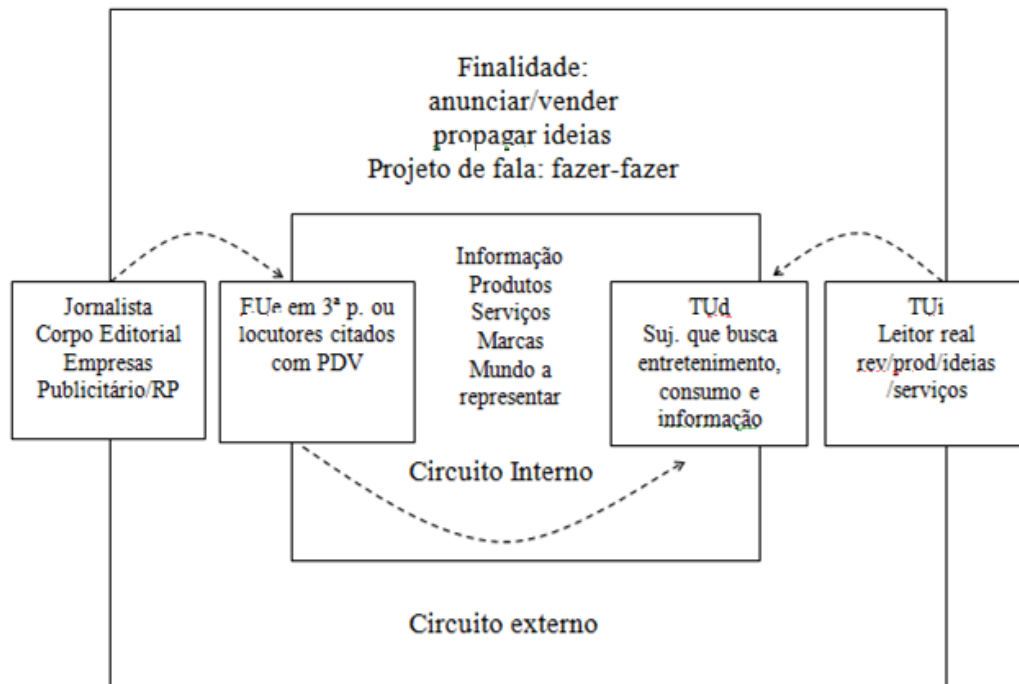 Finalidade:
anunciar/vender
propagar ideias
Projeto de fala: fazer-fazer
Jornalista
Corpo Editorial
Empresas
Publicitário/RP
EUe em 3ª p. ou
locutores citados
com PDV
Informação
Produtos
Serviços
Marcas
Mundo a
representar
TUd
Suj. que busca
entretenimento,
consumo e
informação
TUi
Leitor real
rev/prod/ideias
/serviços
Circuito Interno
Circuito externo